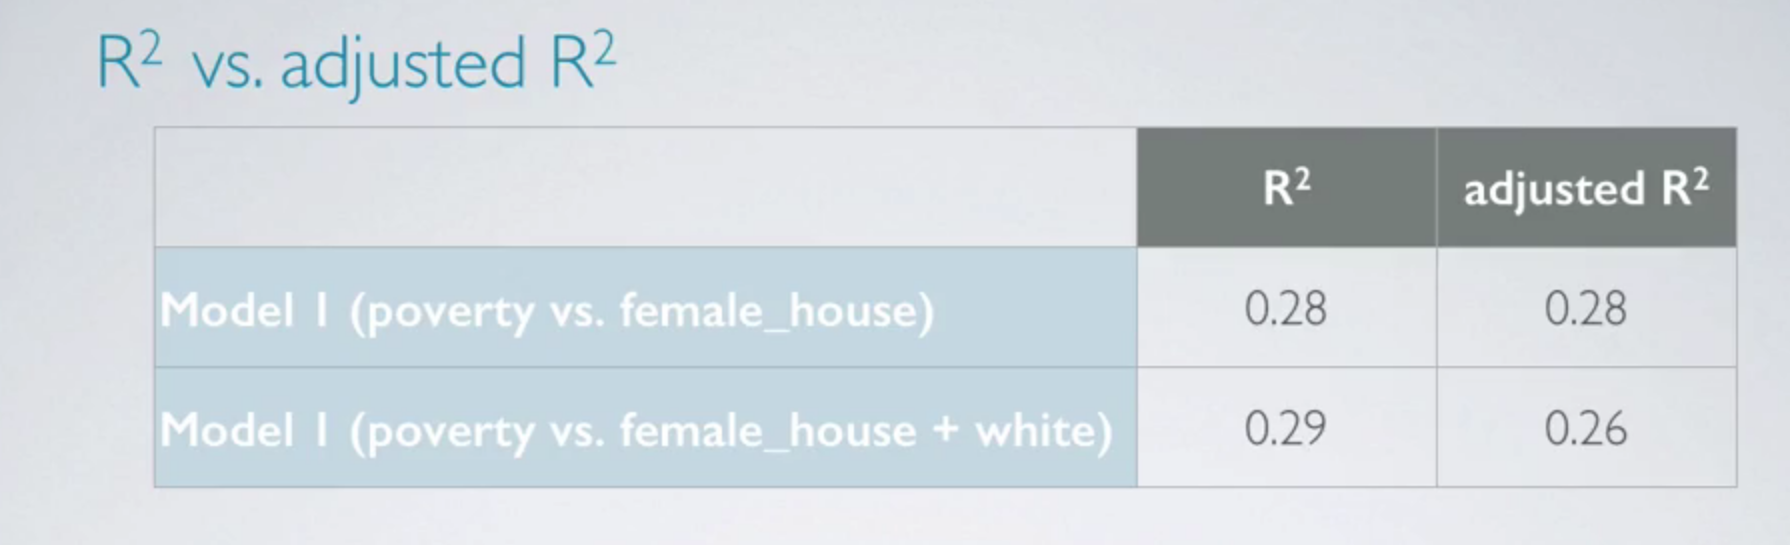 R² vs. adjusted R²
R² adjusted R²
Model 1 (poverty vs. female_house) 0.28 0.28
Model 1 (poverty vs. female_house + white) 0.29 0.26